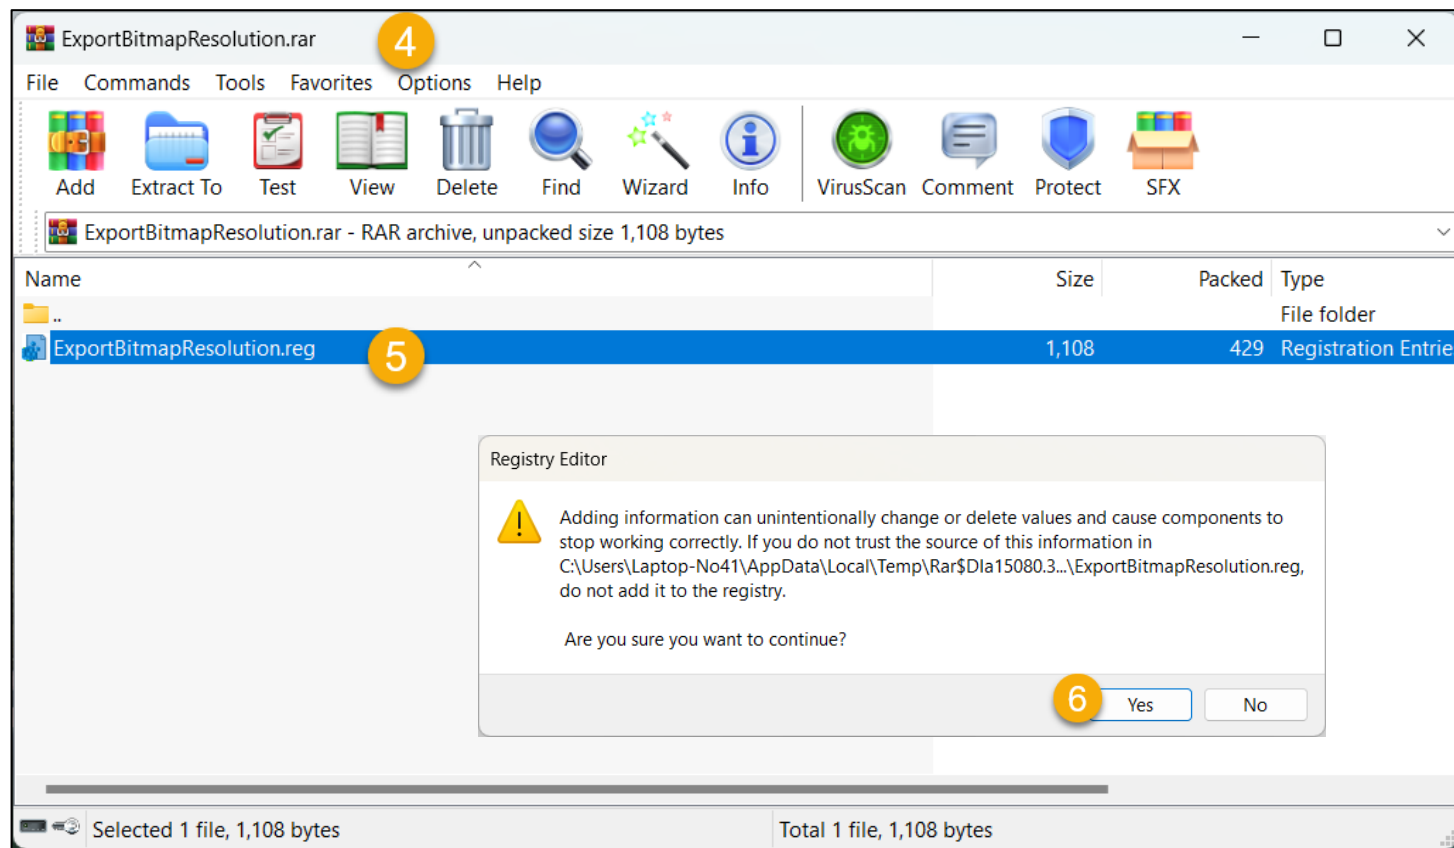 ExportBitmapResolution.rar
4
File Commands Tools Favorites Options Help
Add Extract To Test View Delete Find Wizard Info VirusScan Comment Protect SFX
ExportBitmapResolution.rar - RAR archive, unpacked size 1,108 bytes
Name Size Packed Type
.. File folder
ExportBitmapResolution.reg 5 1,108 429 Registration Entrie
Registry Editor
Adding information can unintentionally change or delete values and cause components to
stop working correctly. If you do not trust the source of this information in
C:\Users\Laptop-No41\AppData\Local\Temp\Rar$DIa15080.3...\ExportBitmapResolution.reg,
do not add it to the registry.
Are you sure you want to continue?
6 Yes No
Selected 1 file, 1,108 bytes Total 1 file, 1,108 bytes